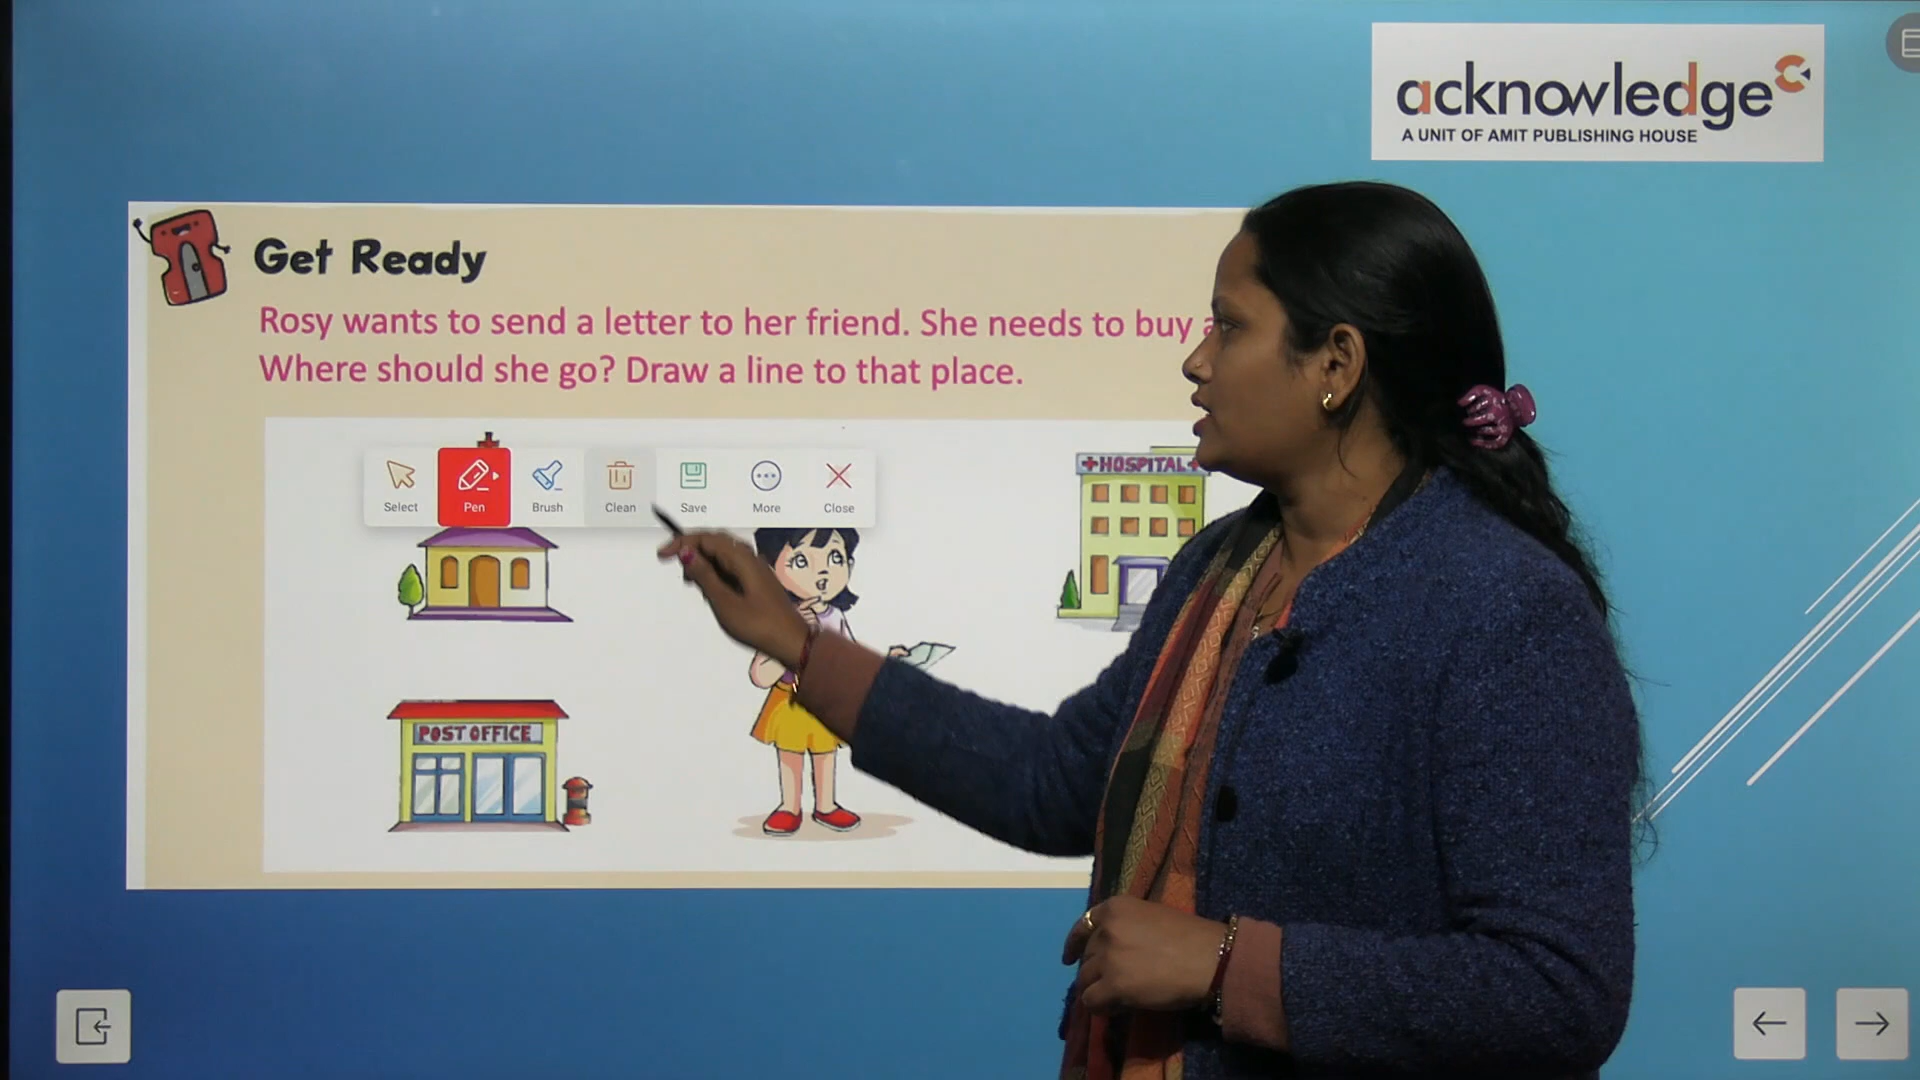 acknowledge
A UNIT OF AMIT PUBLISHING HOUSE
Get Ready
Rosy wants to send a letter to her friend. She needs to buy
Where should she go? Draw a line to that place.
Select
Pen
Brush
Clean
Save
More
Close
HOSPITAL
POST OFFICE